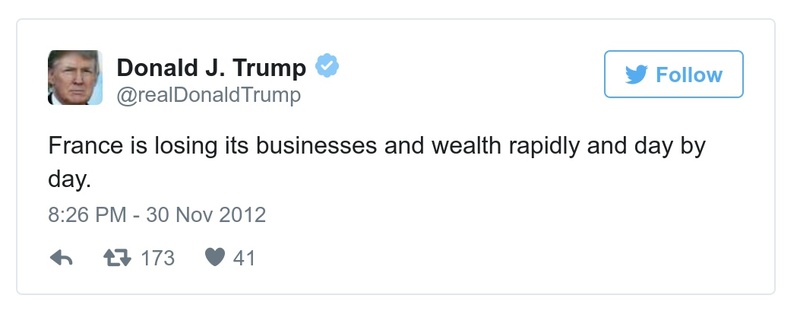 Donald J. Trump
@realDonaldTrump
Follow
France is losing its businesses and wealth rapidly and day by
day.
8:26 PM - 30 Nov 2012
173 41